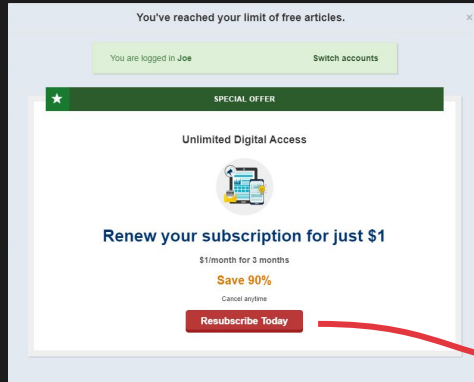 You've reached your limit of free articles.
×
You are logged in Joe
Switch accounts
SPECIAL OFFER
Unlimited Digital Access
Renew your subscription for just $1
$1/month for 3 months
Save 90%
Cancel anytime
Resubscribe Today